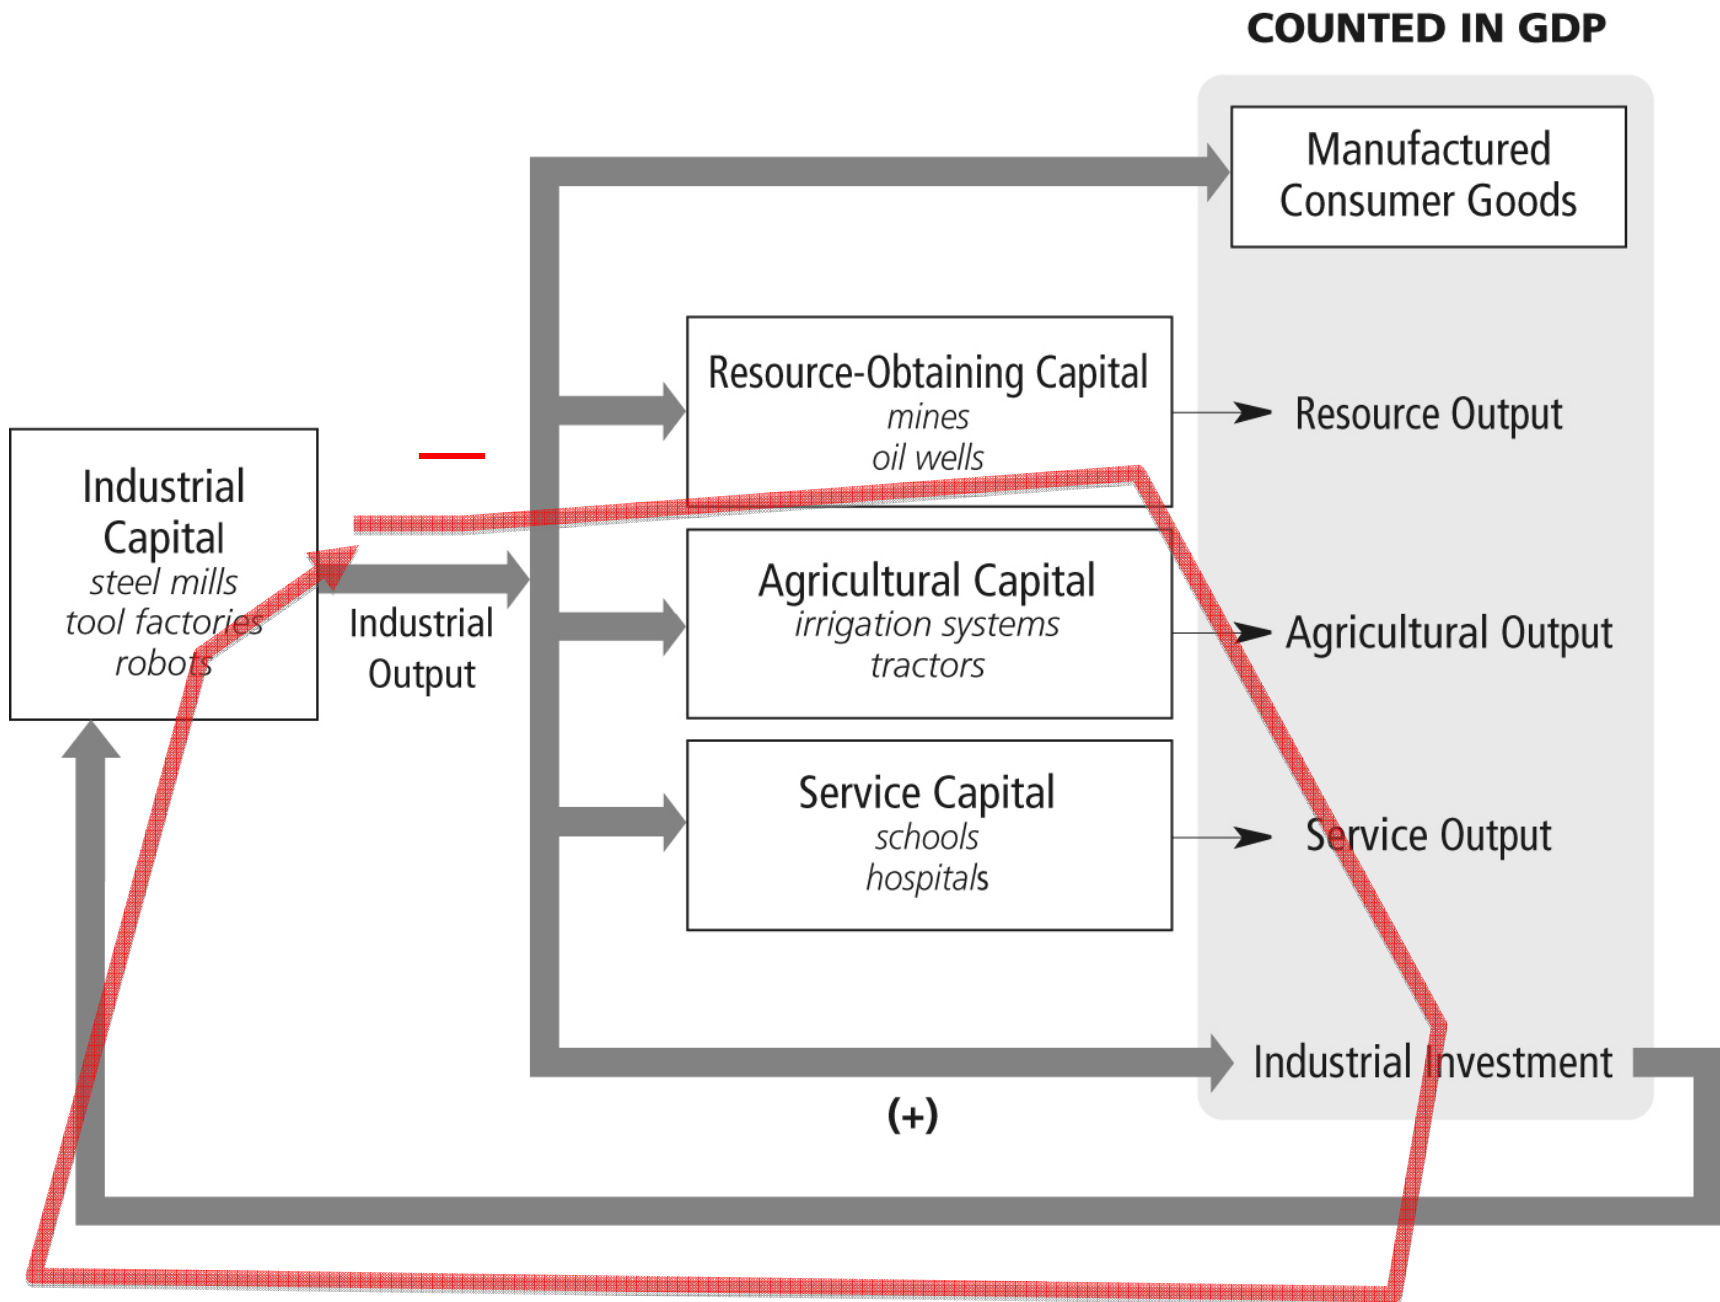 COUNTED IN GDP
Manufactured
Consumer Goods
Resource-Obtaining Capital
mines
oil wells
Resource Output
Industrial
Capital
steel mills
tool factories
robots
Industrial
Output
Agricultural Capital
irrigation systems
tractors
Agricultural Output
Service Capital
schools
hospitals
Service Output
Industrial Investment
(+)